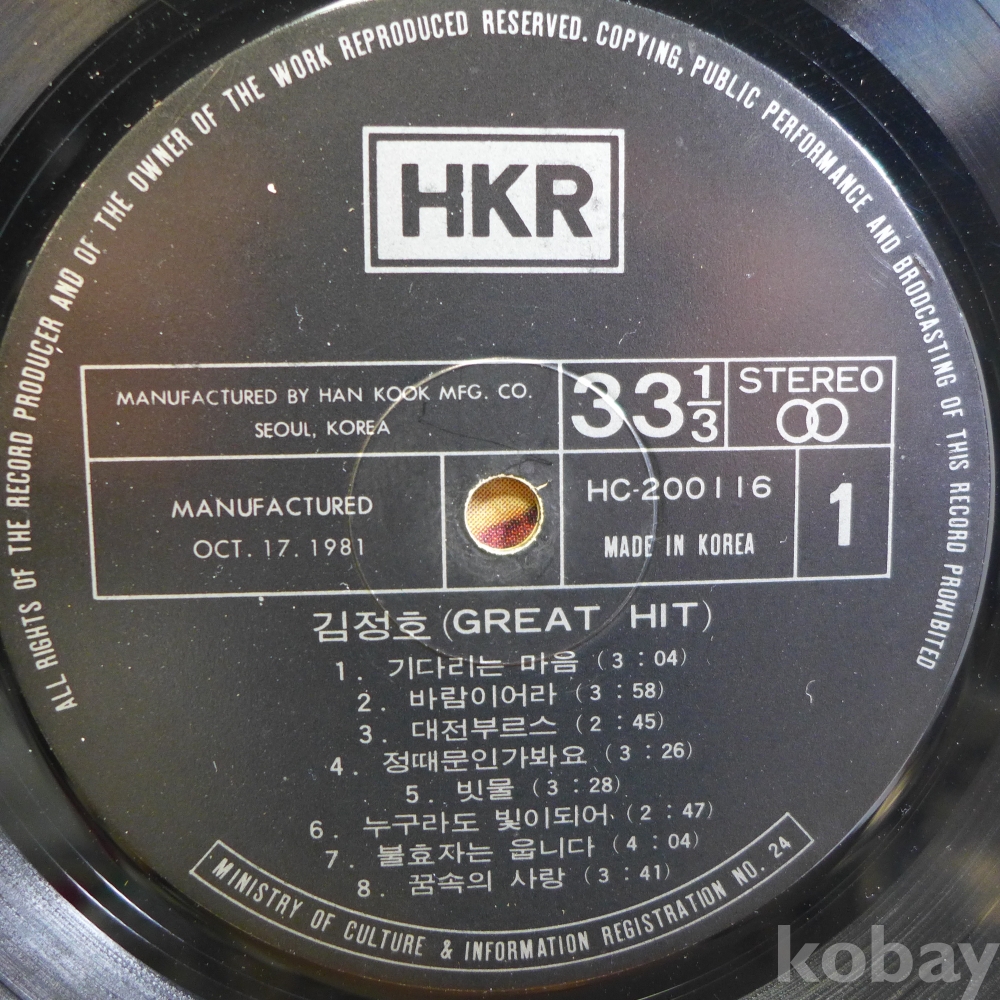 ALL RIGHTS OF THE RECORD PRODUCER AND OF THE OWNER OF THE WORK REPRODUCED RESERVED. COPYING, PUBLIC PERFORMANCE AND BRODCASTING OF THIS RECORD PROHIBITED
HKR
MANUFACTURED BY HAN KOOK MFG. CO.
SEOUL, KOREA
33 1/3
STEREO
MANUFACTURED
OCT. 17. 1981
HC-200116
MADE IN KOREA
1
김정호 (GREAT HIT)
1. 기다리는 마음 (3 : 04)
2. 바람이어라 (3 : 58)
3. 대전부르스 (2 : 45)
4. 정때문인가봐요 (3 : 26)
5. 빗물 (3 : 28)
6. 누구라도 빛이되어 (2 : 47)
7. 불효자는 웁니다 (4 : 04)
8. 꿈속의 사랑 (3 : 41)
MINISTRY OF CULTURE & INFORMATION REGISTRATION NO. 24
kobay